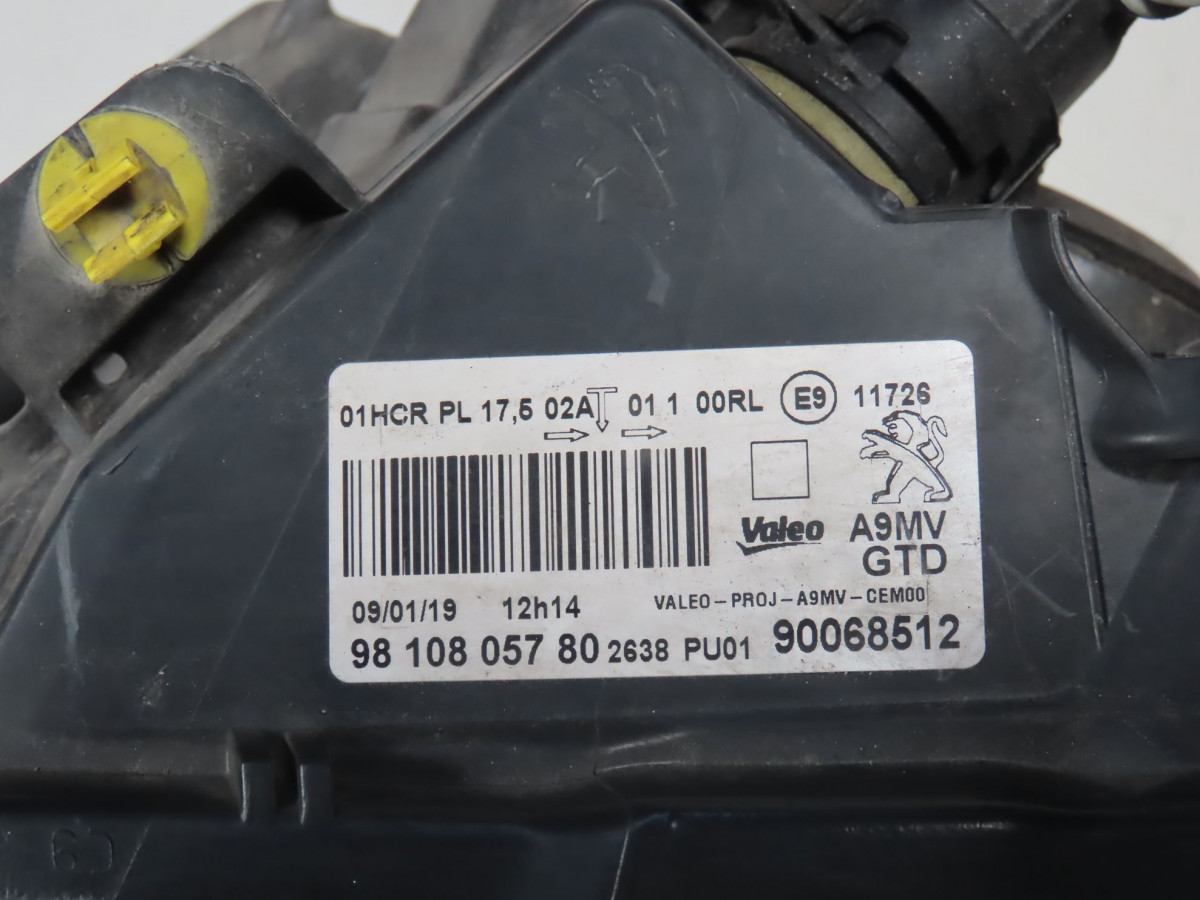 01HCR PL 17,5 02A 01 1 00RL E9 11726
Valeo A9MV
GTD
09/01/19 12h14 VALEO-PROJ-A9MV-CEM00
98 108 057 80 2638 PU01 90068512